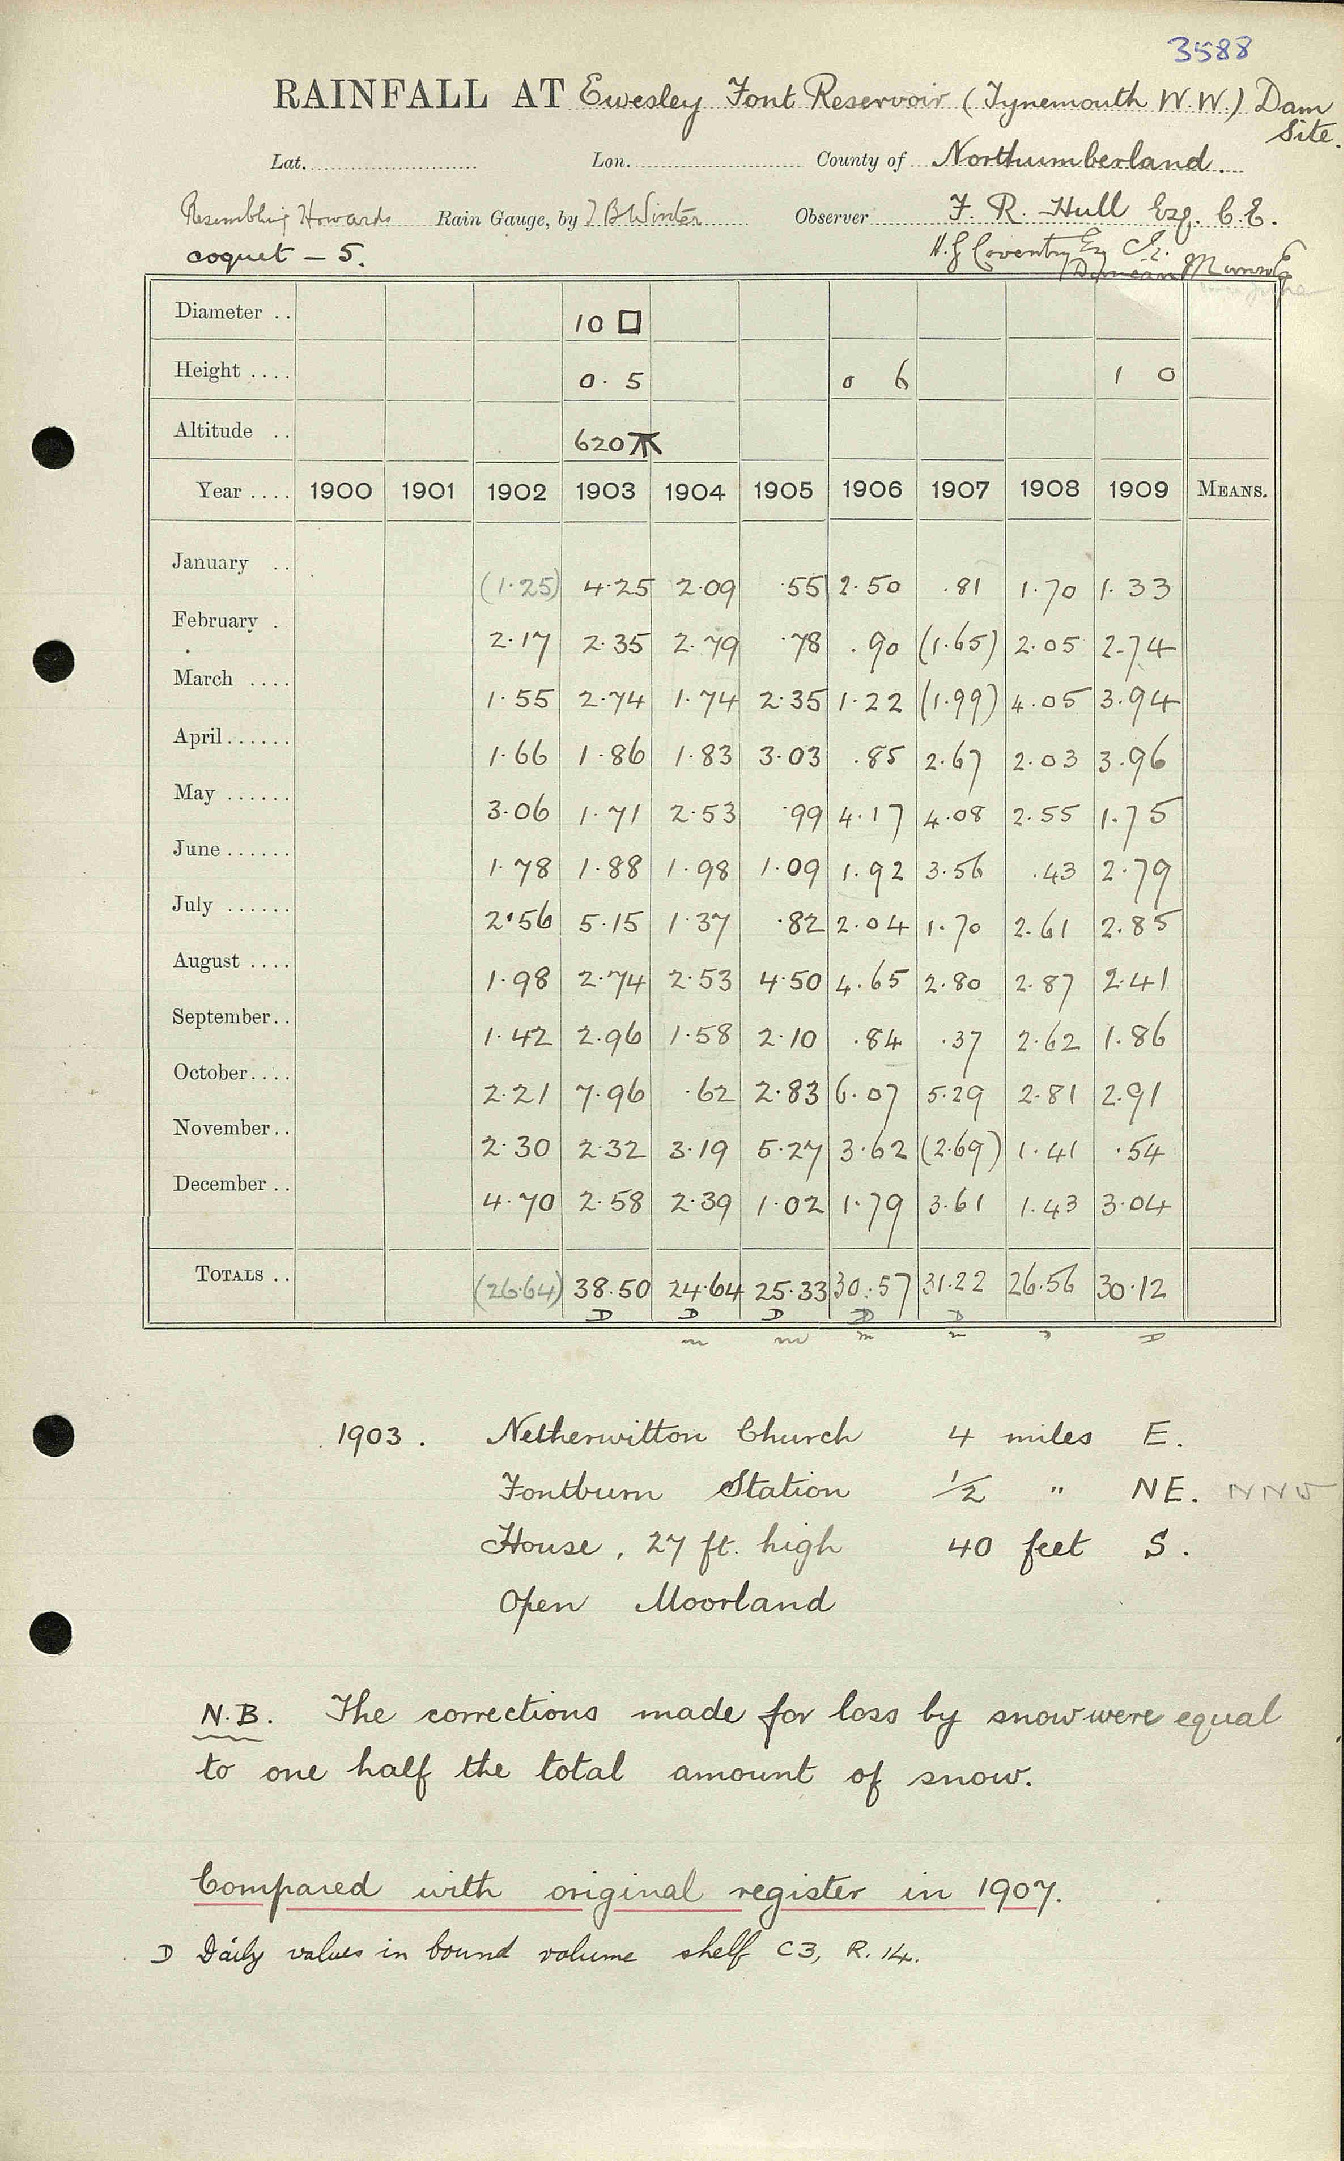 3588
RAINFALL AT Ewesley Font Reservoir (Tynemouth W.W.) Dam
Site.
Lat. Lon. County of Northumberland.
Resembling Howards Rain Gauge, by J B Winter Observer F. R. Hull Esq. C.E.
coquet - 5. H. G Coventry Esq C.E.
Duncan
Diameter .. 10 □
Height .... 0. 5 0 6 1 0
Altitude .. 620
Year .... 1900 1901 1902 1903 1904 1905 1906 1907 1908 1909 MEANS.
January .. (1.25) 4.25 2.09 .55 2.50 .81 1.70 1.33
February . 2.17 2.35 2.79 .78 .90 (1.65) 2.05 2.74
March .... 1.55 2.74 1.74 2.35 1.22 (1.99) 4.05 3.94
April...... 1.66 1.86 1.83 3.03 .85 2.67 2.03 3.96
May ...... 3.06 1.71 2.53 .99 4.17 4.08 2.55 1.75
June...... 1.78 1.88 1.98 1.09 1.92 3.56 .43 2.79
July ...... 2.56 5.15 1.37 .82 2.04 1.70 2.61 2.85
August .... 1.98 2.74 2.53 4.50 4.65 2.80 2.87 2.41
September.. 1.42 2.96 1.58 2.10 .84 .37 2.62 1.86
October.... 2.21 7.96 .62 2.83 6.07 5.29 2.81 2.91
November.. 2.30 2.32 3.19 5.27 3.62 (2.69) 1.41 .54
December .. 4.70 2.58 2.39 1.02 1.79 3.61 1.43 3.04
TOTALS .. (26.64) 38.50 24.64 25.33 30.57 31.22 26.56 30.12
D D D D D
m m m m D D
1903. Netherwitton Church 4 miles E.
Fontburn Station ½ " NE. NNW
House, 27 ft. high 40 feet S.
Open Moorland
N.B. The corrections made for loss by snow were equal
to one half the total amount of snow.
Compared with original register in 1907.
D Daily values in bound volume shelf C3, R. 14.